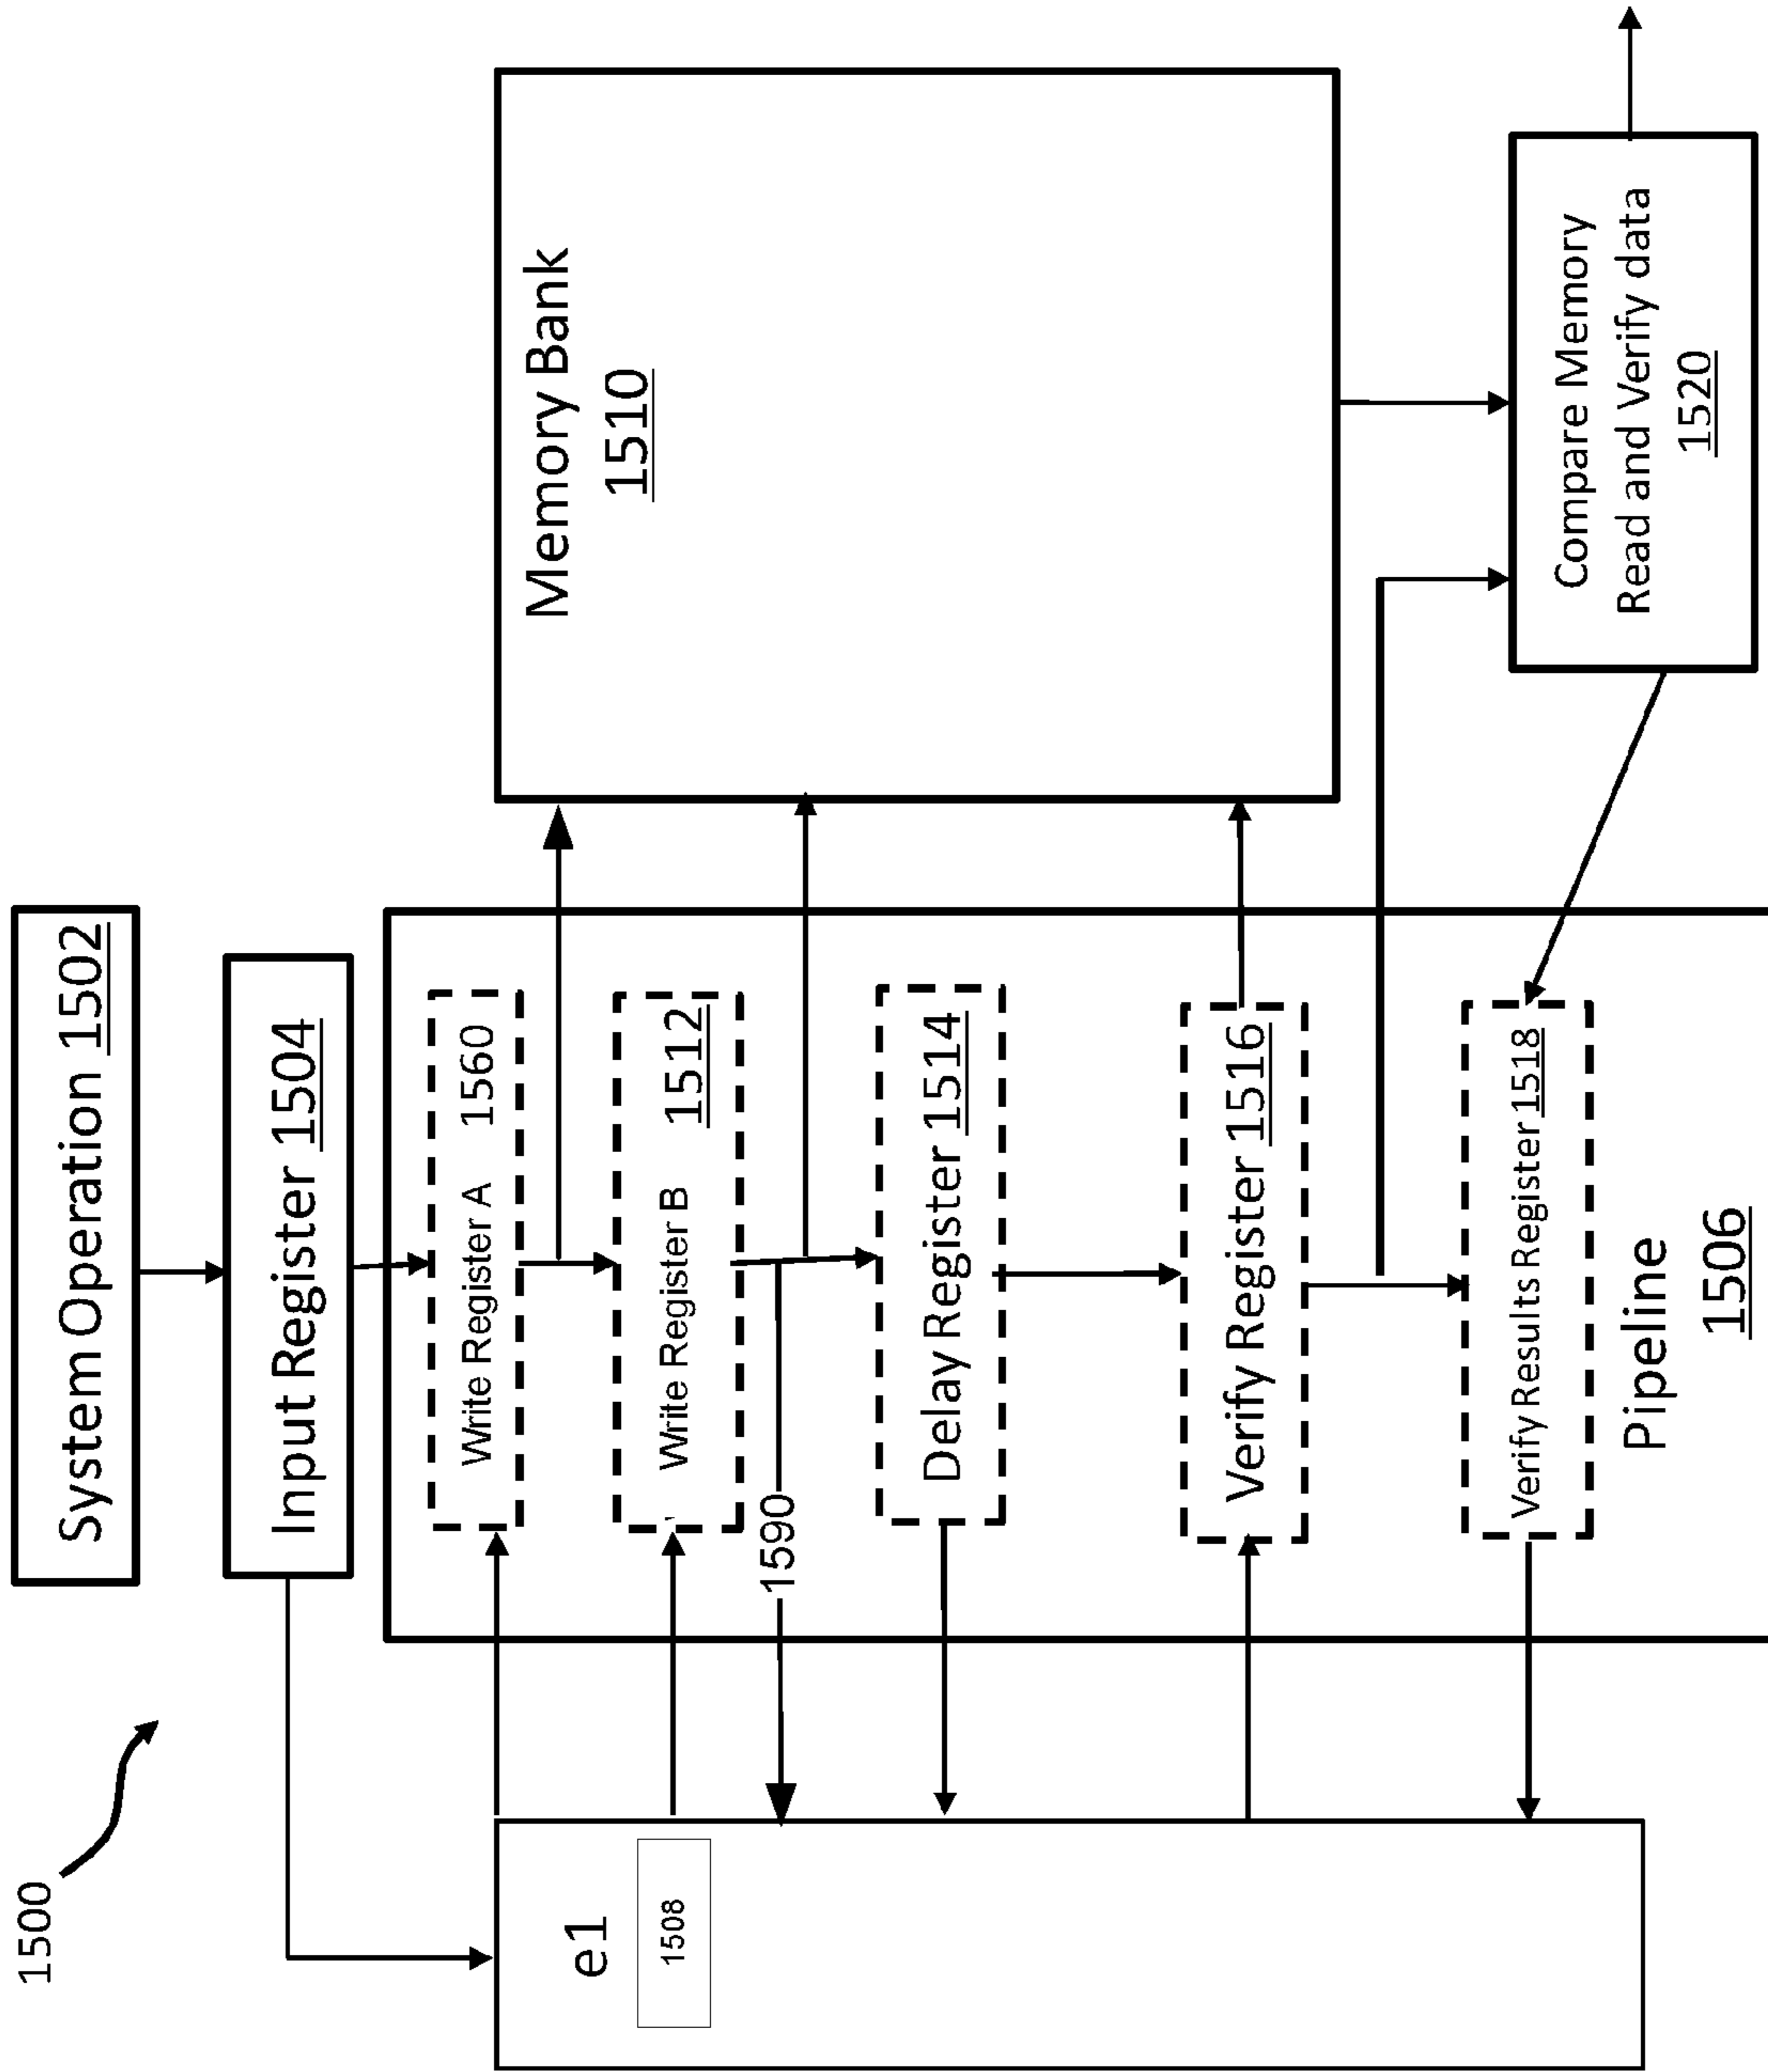 1500
System Operation 1502
Input Register 1504
e1
1508
Write Register A 1560
Write Register B 1512
1590
Delay Register 1514
Verify Register 1516
Verify Results Register 1518
Pipeline
1506
Memory Bank
1510
Compare Memory
Read and Verify data
1520